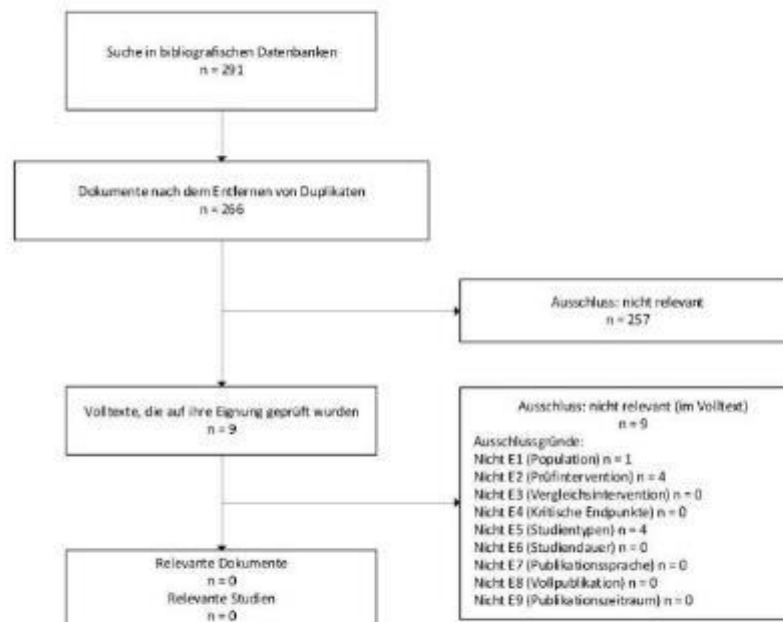 Suche in bibliografischen Datenbanken
n = 291
Dokumente nach dem Entfernen von Duplikaten
n = 266
Ausschluss: nicht relevant
n = 257
Volltexte, die auf ihre Eignung geprüft wurden
n = 9
Ausschluss: nicht relevant (im Volltext)
n = 9
Ausschlussgründe:
Nicht E1 (Population) n = 1
Nicht E2 (Prüfintervention) n = 4
Nicht E3 (Vergleichsintervention) n = 0
Nicht E4 (Kritische Endpunkte) n = 0
Nicht E5 (Studientypen) n = 4
Nicht E6 (Studiendauer) n = 0
Nicht E7 (Publikationssprache) n = 0
Nicht E8 (Vollpublikation) n = 0
Nicht E9 (Publikationszeitraum) n = 0
Relevante Dokumente
n = 0
Relevante Studien
n = 0